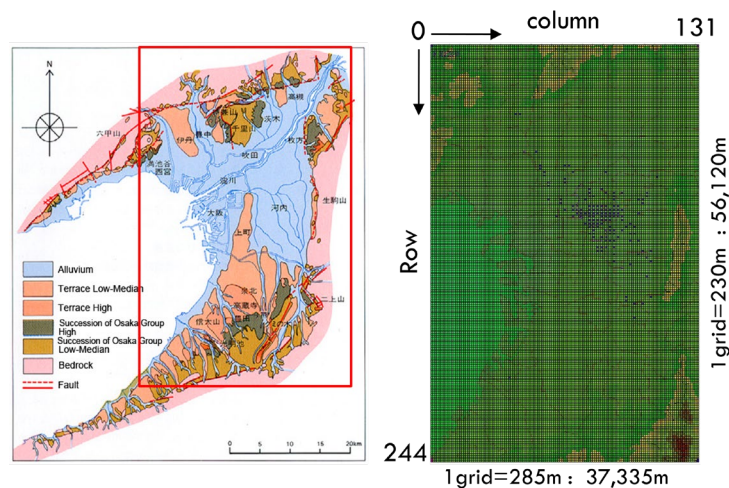 N
六甲山
高槻
茨木
千里山
伊丹
豊中
枚方
吹田
西宮
淀川
生駒山
大阪
河内
上町
泉北
二上山
信太山
Alluvium
Terrace Low-Median
Terrace High
Succession of Osaka Group
High
Succession of Osaka Group
Low-Median
Bedrock
Fault
0 5 10 15 20km
0 column 131
Row
244
1grid=230m : 56,120m
1grid=285m : 37,335m